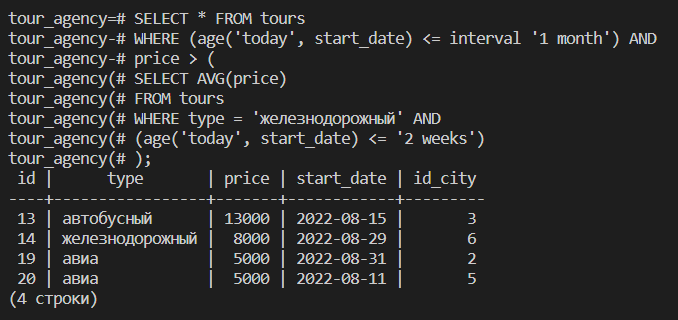 tour_agency=# SELECT * FROM tours
tour_agency-# WHERE (age('today', start_date) <= interval '1 month') AND
tour_agency-# price > (
tour_agency(# SELECT AVG(price)
tour_agency(# FROM tours
tour_agency(# WHERE type = 'железнодорожный' AND
tour_agency(# (age('today', start_date) <= '2 weeks')
tour_agency(# );
 id |      type       | price | start_date | id_city
----+-----------------+-------+------------+---------
 13 | автобусный      | 13000 | 2022-08-15 |       3
 14 | железнодорожный |  8000 | 2022-08-29 |       6
 19 | авиа            |  5000 | 2022-08-31 |       2
 20 | авиа            |  5000 | 2022-08-11 |       5
(4 строки)